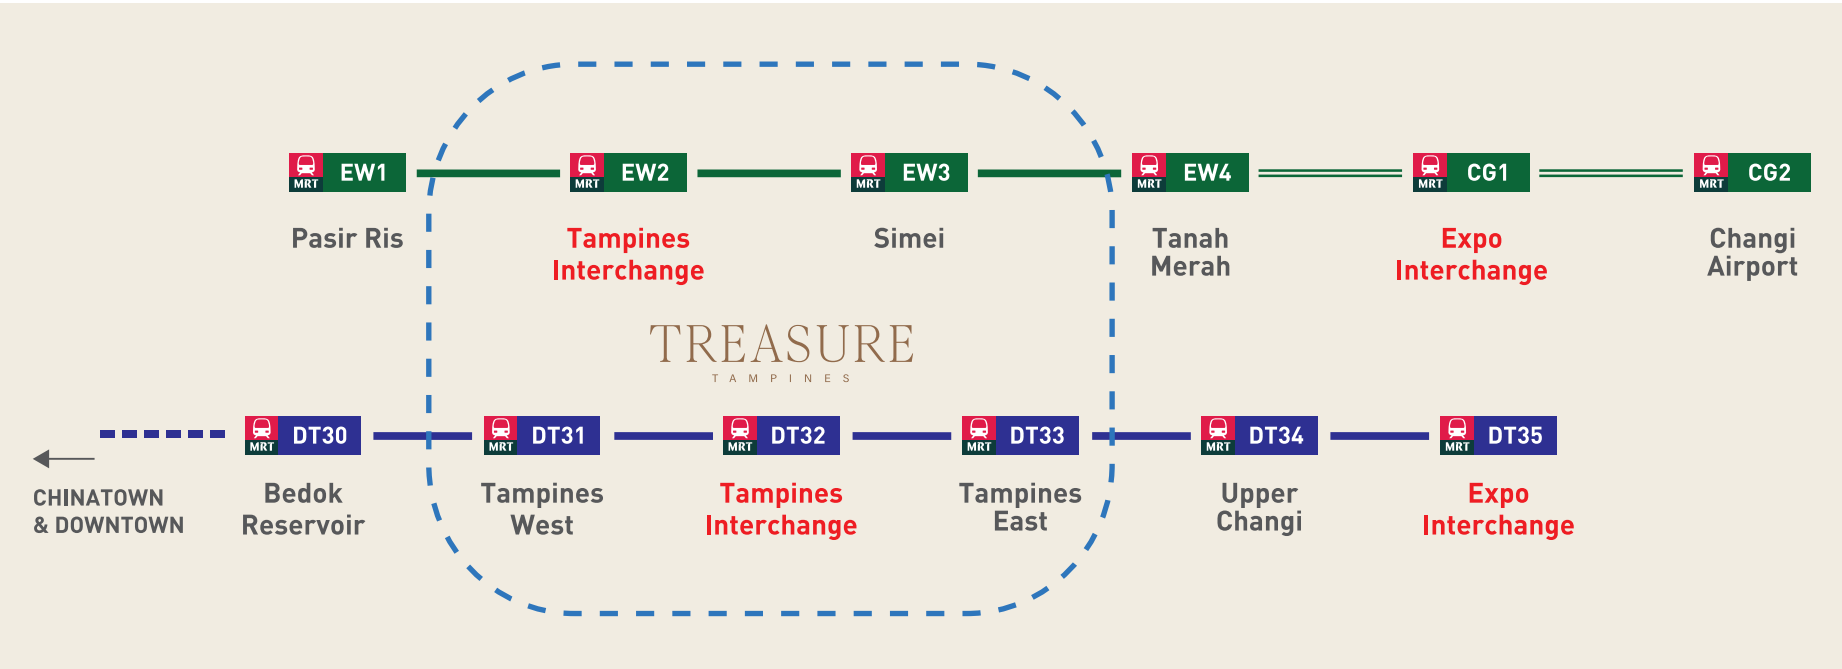 MRT EW1
MRT EW2
MRT EW3
MRT EW4
MRT CG1
MRT CG2
Pasir Ris
Tampines
Interchange
Simei
Tanah
Merah
Expo
Interchange
Changi
Airport
TREASURE
TAMPINES
MRT DT30
MRT DT31
MRT DT32
MRT DT33
MRT DT34
MRT DT35
CHINATOWN
& DOWNTOWN
Bedok
Reservoir
Tampines
West
Tampines
Interchange
Tampines
East
Upper
Changi
Expo
Interchange